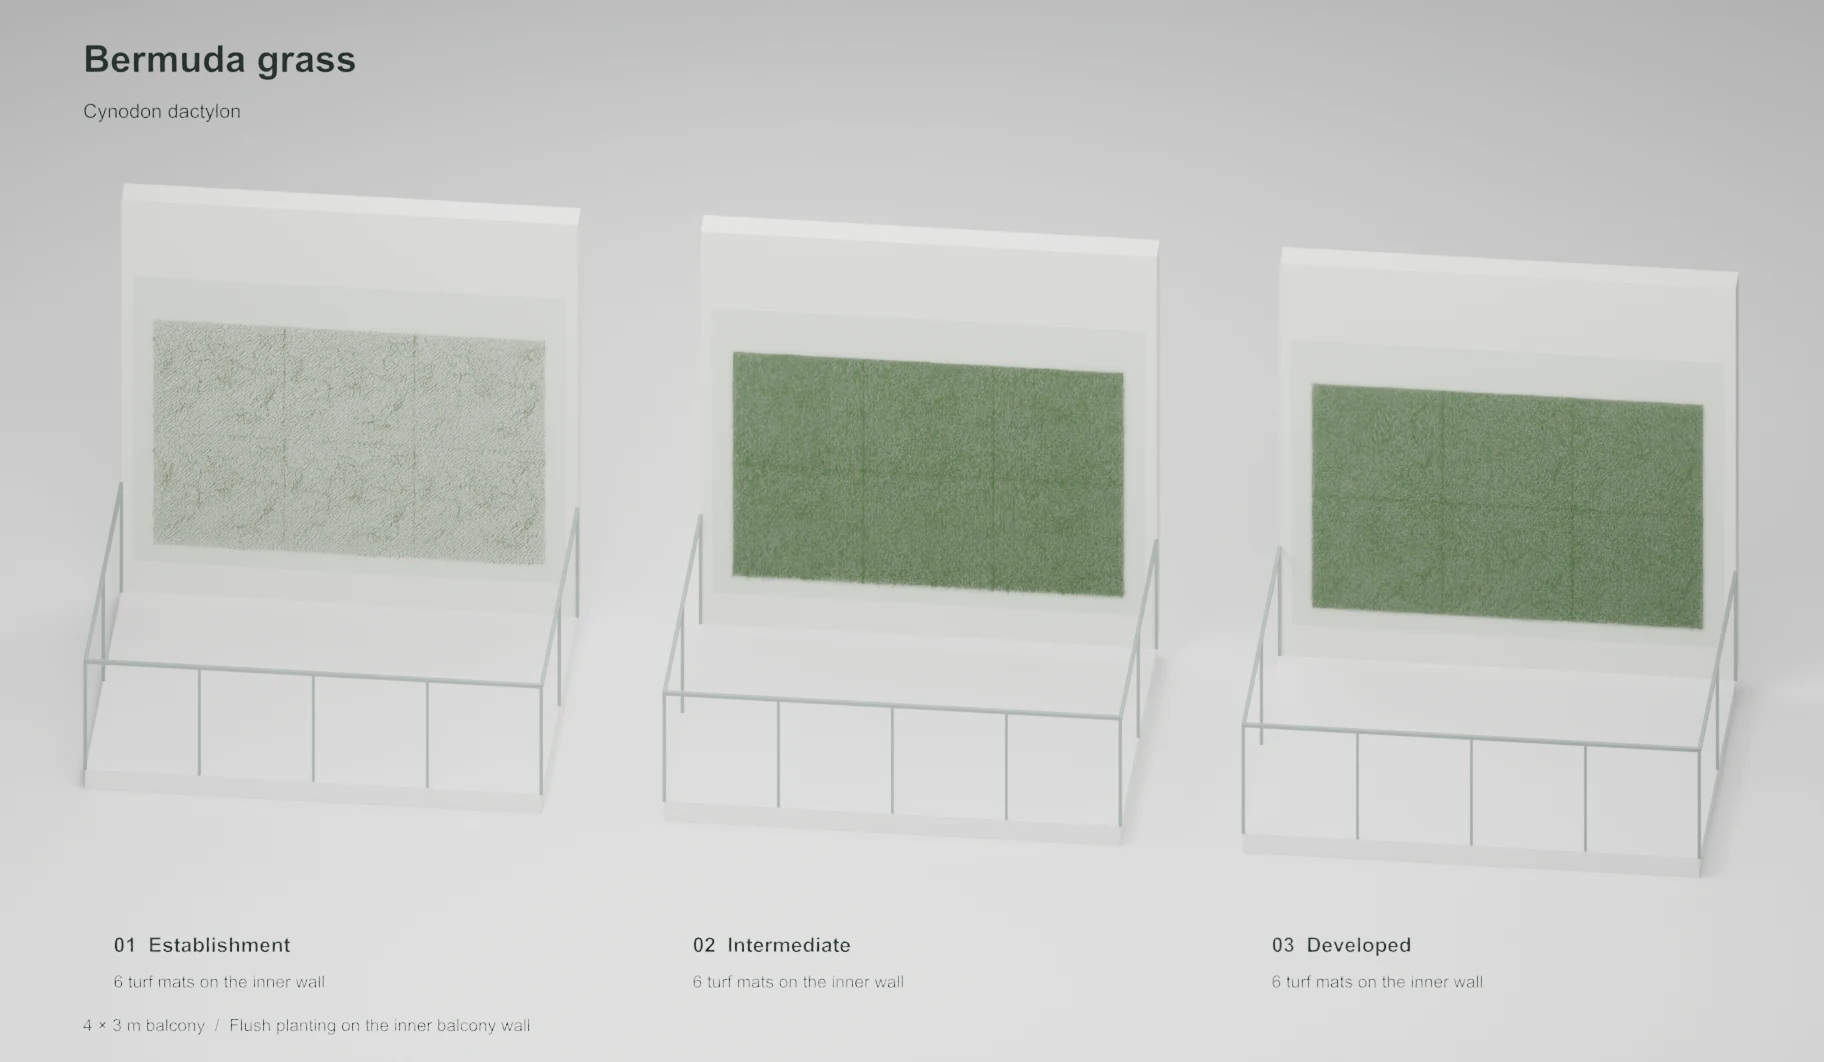 Bermuda grass
Cynodon dactylon
01 Establishment
6 turf mats on the inner wall
02 Intermediate
6 turf mats on the inner wall
03 Developed
6 turf mats on the inner wall
4 × 3 m balcony / Flush planting on the inner balcony wall